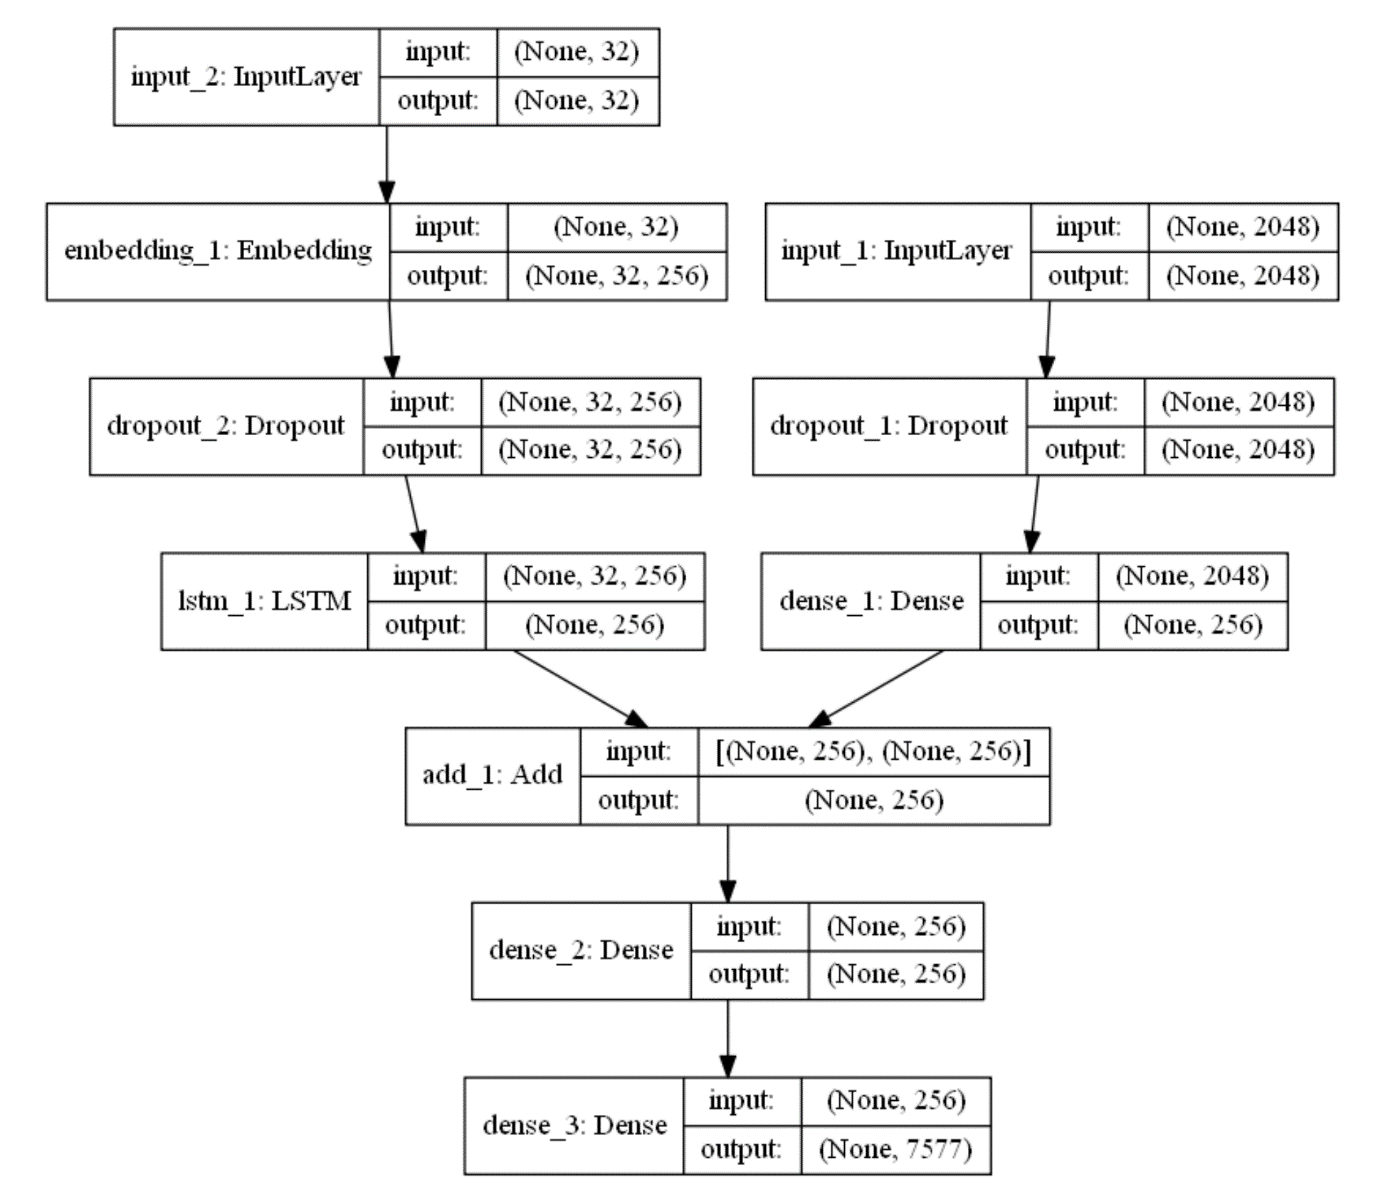 input_2: InputLayer
input: (None, 32)
output: (None, 32)
embedding_1: Embedding
input: (None, 32)
output: (None, 32, 256)
input_1: InputLayer
input: (None, 2048)
output: (None, 2048)
dropout_2: Dropout
input: (None, 32, 256)
output: (None, 32, 256)
dropout_1: Dropout
input: (None, 2048)
output: (None, 2048)
lstm_1: LSTM
input: (None, 32, 256)
output: (None, 256)
dense_1: Dense
input: (None, 2048)
output: (None, 256)
add_1: Add
input: [(None, 256), (None, 256)]
output: (None, 256)
dense_2: Dense
input: (None, 256)
output: (None, 256)
dense_3: Dense
input: (None, 256)
output: (None, 7577)